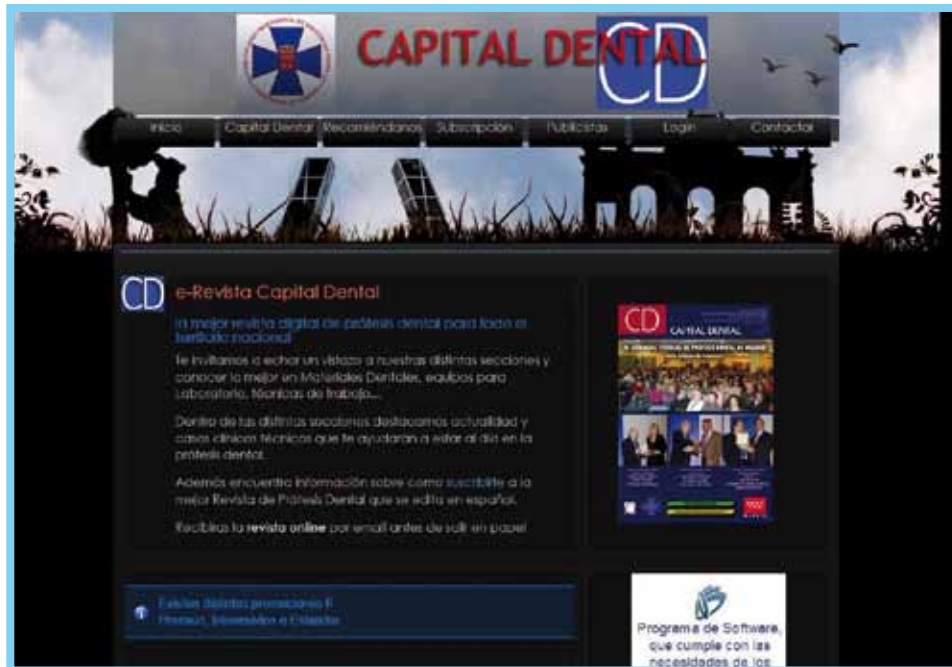 CAPITAL DENTAL
CD
Inicio Capital Dental Recomiéndanos Subscripción Publicistas Login Contactar
CD
e-Revista Capital Dental
la mejor revista digital de prótesis dental para todo el
territorio nacional
Te invitamos a echar un vistazo a nuestras distintas secciones y
conocer lo mejor en Materiales Dentales, equipos para
Laboratorio, técnicas de trabajo...
Dentro de las distintas secciones destacamos actualidad y
casos clínicos técnicos que te ayudarán a estar al día en la
prótesis dental.
Además encuentra información sobre como suscribirte a la
mejor Revista de Prótesis Dental que se edita en español.
Recibiras la revista online por email antes de salir en papel
CD
CAPITAL DENTAL
Existen distintas promociones
Programa de Software,
que cumple con las
necesidades de los